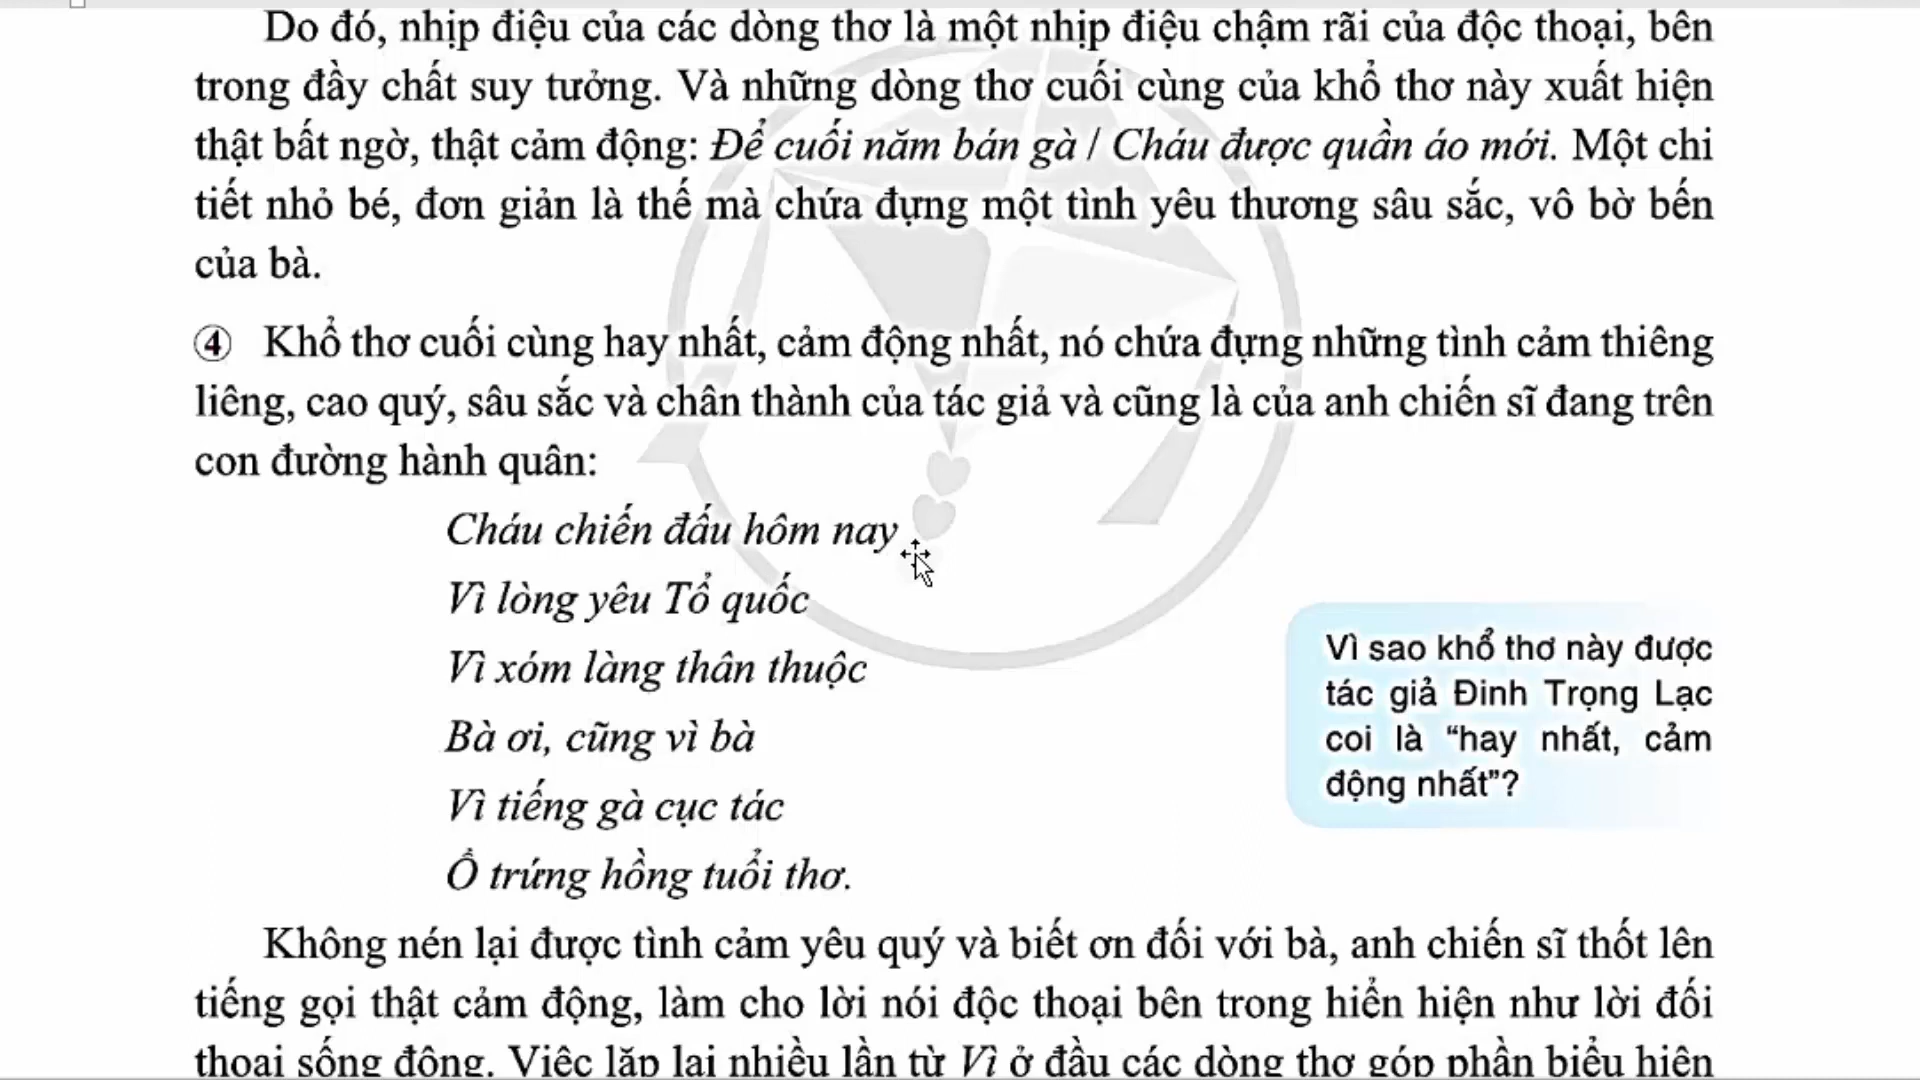 Do đó, nhịp điệu của các dòng thơ là một nhịp điệu chậm rãi của độc thoại, bên
trong đầy chất suy tưởng. Và những dòng thơ cuối cùng của khổ thơ này xuất hiện
thật bất ngờ, thật cảm động: Để cuối năm bán gà / Cháu được quần áo mới. Một chi
tiết nhỏ bé, đơn giản là thế mà chứa đựng một tình yêu thương sâu sắc, vô bờ bến
của bà.
④ Khổ thơ cuối cùng hay nhất, cảm động nhất, nó chứa đựng những tình cảm thiêng
liêng, cao quý, sâu sắc và chân thành của tác giả và cũng là của anh chiến sĩ đang trên
con đường hành quân:
Cháu chiến đấu hôm nay
Vì lòng yêu Tổ quốc
Vì xóm làng thân thuộc
Bà ơi, cũng vì bà
Vì tiếng gà cục tác
Ổ trứng hồng tuổi thơ.
Vì sao khổ thơ này được
tác giả Đinh Trọng Lạc
coi là “hay nhất, cảm
động nhất”?
Không nén lại được tình cảm yêu quý và biết ơn đối với bà, anh chiến sĩ thốt lên
tiếng gọi thật cảm động, làm cho lời nói độc thoại bên trong hiển hiện như lời đối
thoại sống động. Việc lặp lại nhiều lần từ Vì ở đầu các dòng thơ góp phần biểu hiện